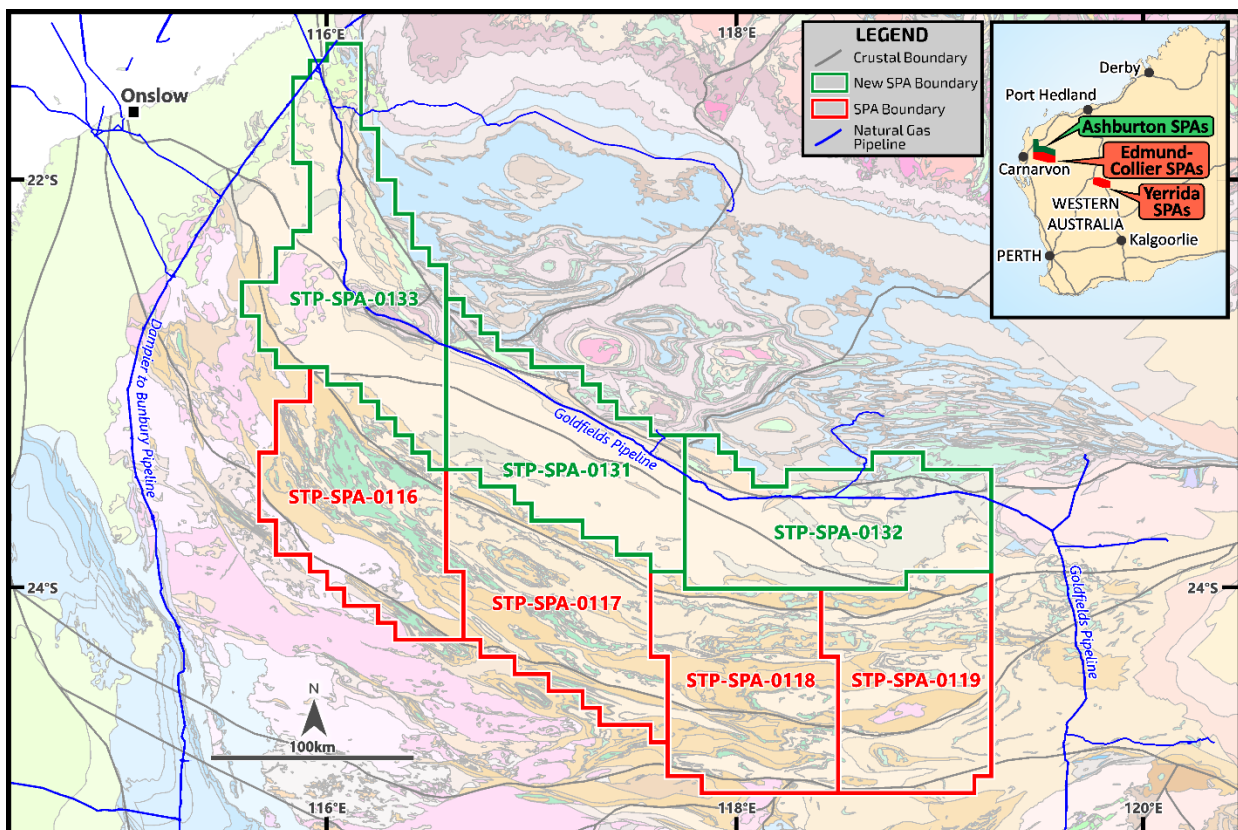 116°E
118°E
Onslow
22°S
LEGEND
Crustal Boundary
New SPA Boundary
SPA Boundary
Natural Gas
Pipeline
Derby
Port Hedland
Ashburton SPAs
Edmund-
Collier SPAs
Carnarvon
Yerrida
SPAs
WESTERN
AUSTRALIA
Kalgoorlie
PERTH
STP-SPA-0133
Dampier to Bunbury Pipeline
Goldfields Pipeline
STP-SPA-0131
STP-SPA-0116
STP-SPA-0132
24°S
24°S
STP-SPA-0117
Goldfields Pipeline
STP-SPA-0118
STP-SPA-0119
N
100km
116°E
118°E
120°E